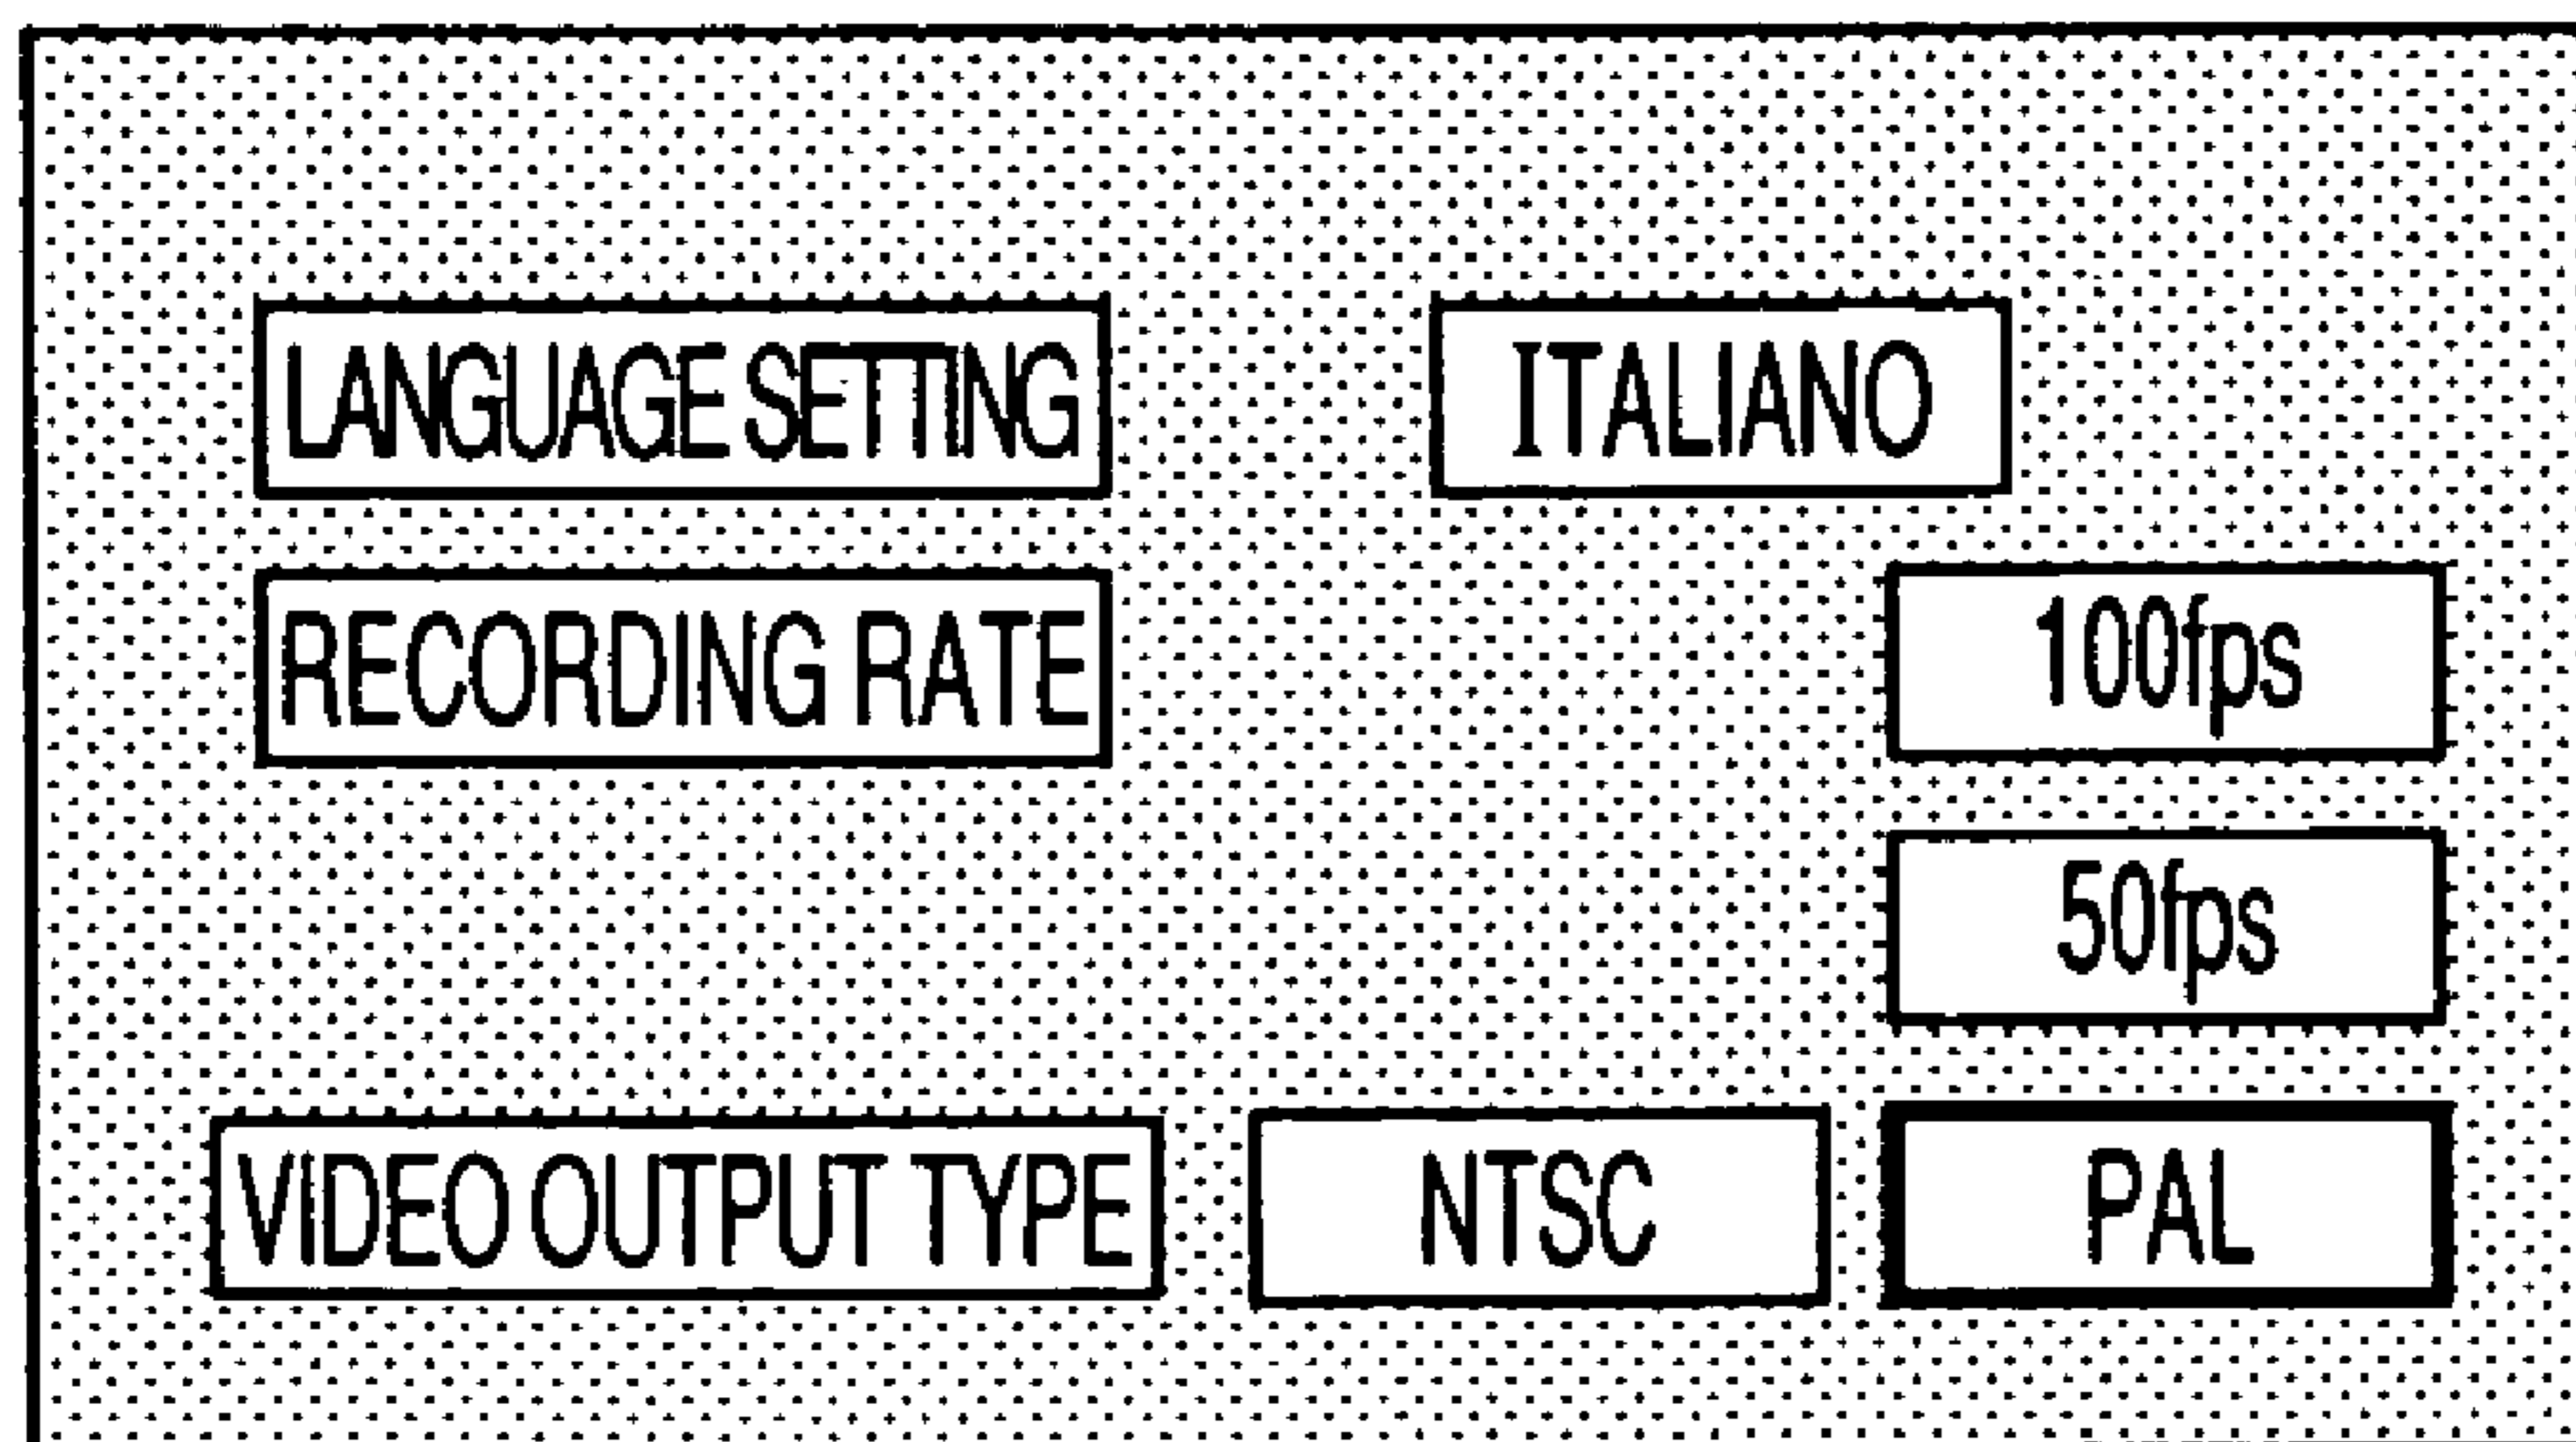 LANGUAGE SETTING ITALIANO
RECORDING RATE 100fps
50fps
VIDEO OUTPUT TYPE NTSC PAL